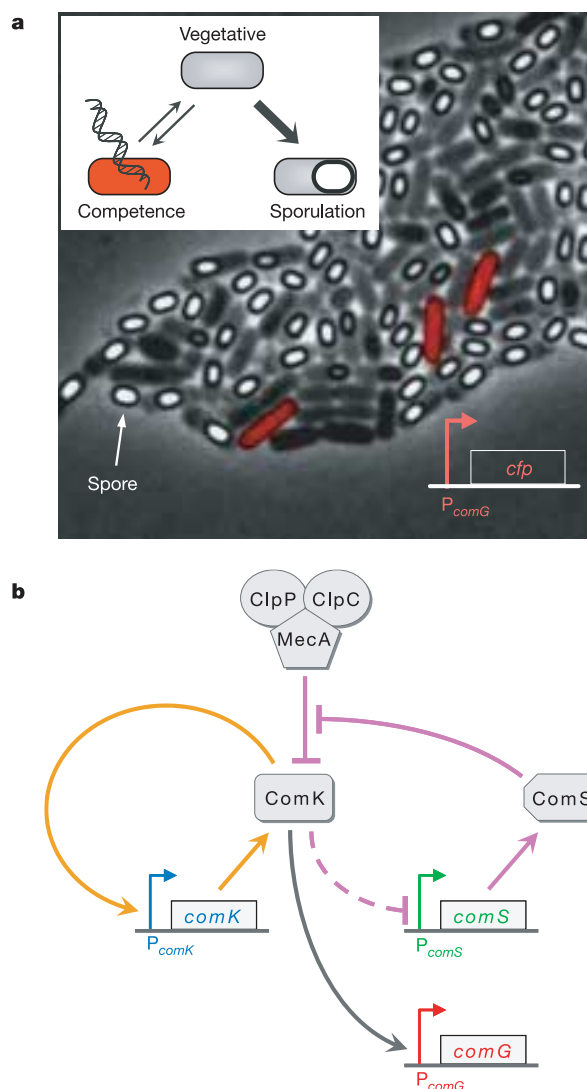 a
Vegetative
Competence
Sporulation
Spore
cfp
PcomG
b
ClpP
ClpC
MecA
ComK
ComS
comK
PcomK
comS
PcomS
comG
PcomG